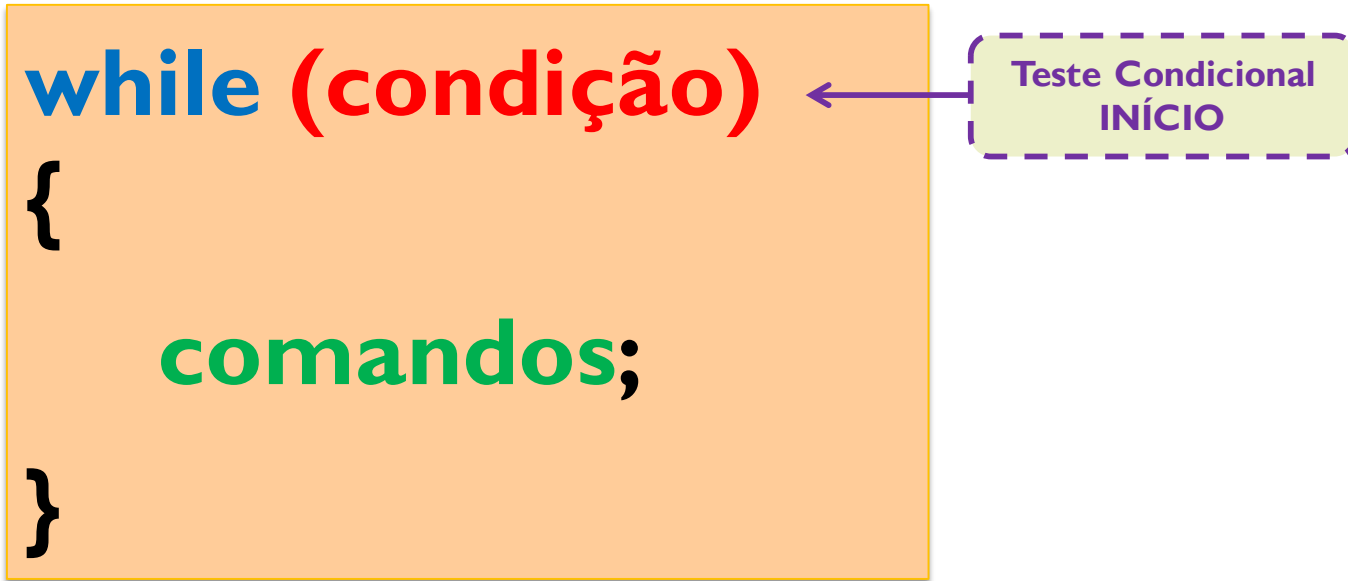 while (condição)
{
comandos;
}
Teste Condicional
INÍCIO